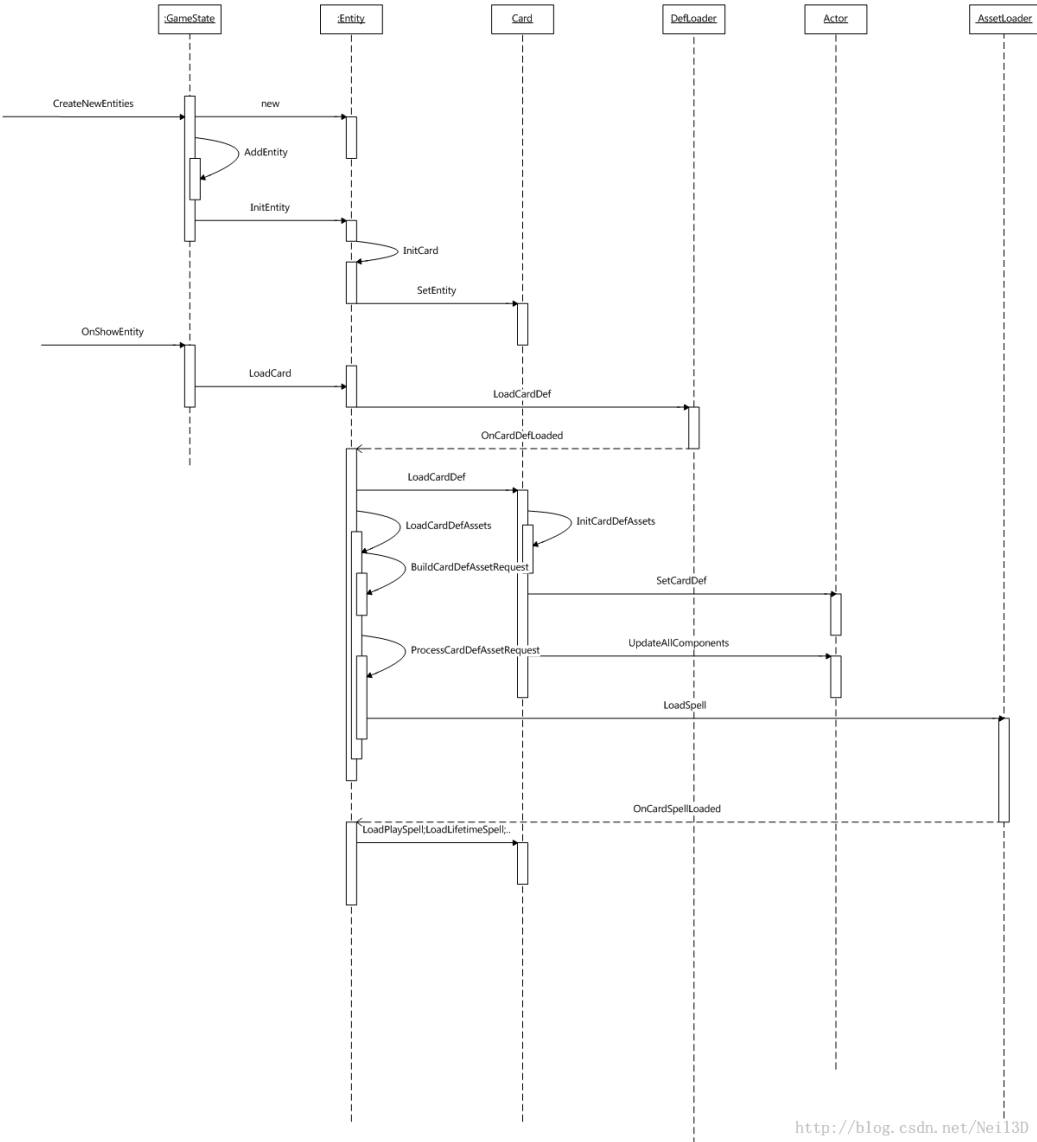 :GameState
:Entity
Card
DefLoader
Actor
AssetLoader
CreateNewEntities
new
AddEntity
InitEntity
InitCard
SetEntity
OnShowEntity
LoadCard
LoadCardDef
OnCardDefLoaded
LoadCardDef
InitCardDefAssets
LoadCardDefAssets
BuildCardDefAssetRequest
SetCardDef
UpdateAllComponents
ProcessCardDefAssetRequest
LoadSpell
OnCardSpellLoaded
LoadPlaySpell;LoadLifetimeSpell;..
http://blog.csdn.net/Neil3D